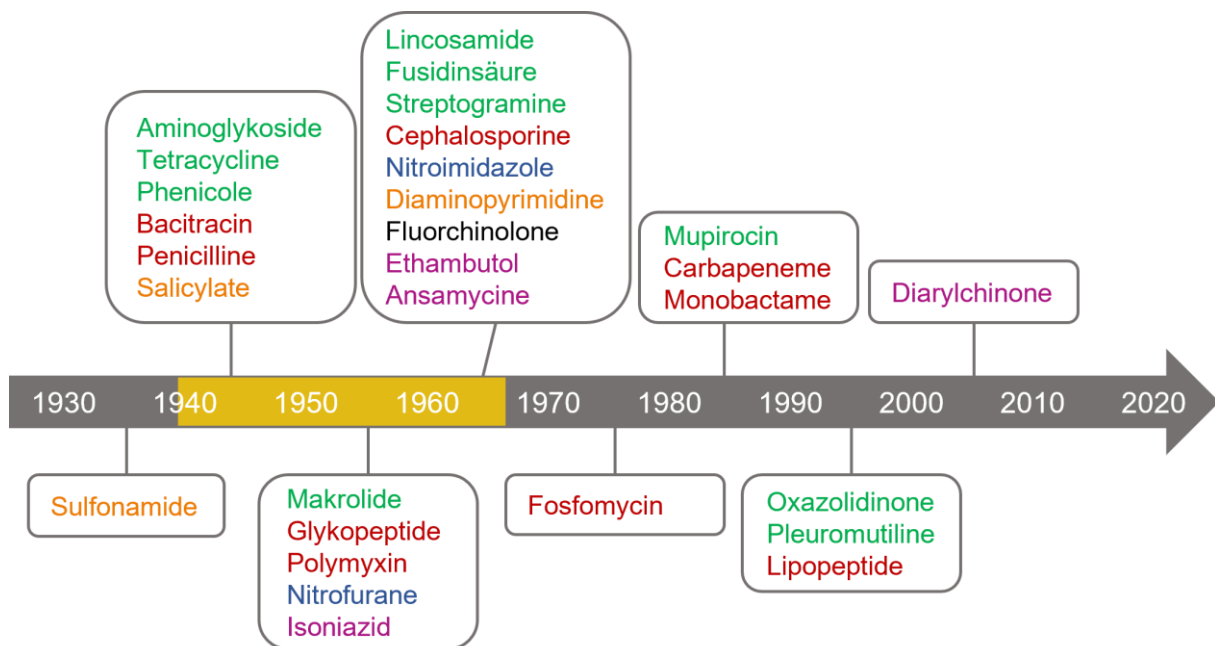 Aminoglykoside
Tetracycline
Phenicole
Bacitracin
Penicilline
Salicylate
Lincosamide
Fusidinsäure
Streptogramine
Cephalosporine
Nitroimidazole
Diaminopyrimidine
Fluorchinolone
Ethambutol
Ansamycine
Mupirocin
Carbapeneme
Monobactame
Diarylchinone
1930 1940 1950 1960 1970 1980 1990 2000 2010 2020
Sulfonamide
Makrolide
Glykopeptide
Polymyxin
Nitrofurane
Isoniazid
Fosfomycin
Oxazolidinone
Pleuromutiline
Lipopeptide